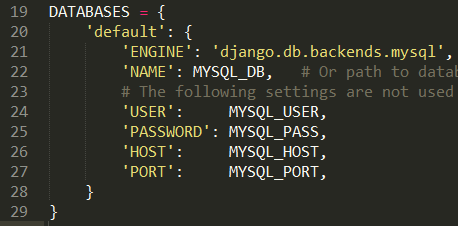 19 DATABASES = {
20     'default': {
21         'ENGINE': 'django.db.backends.mysql',
22         'NAME': MYSQL_DB,   # Or path to datab
23         # The following settings are not used
24         'USER':     MYSQL_USER,
25         'PASSWORD': MYSQL_PASS,
26         'HOST':     MYSQL_HOST,
27         'PORT':     MYSQL_PORT,
28     }
29 }